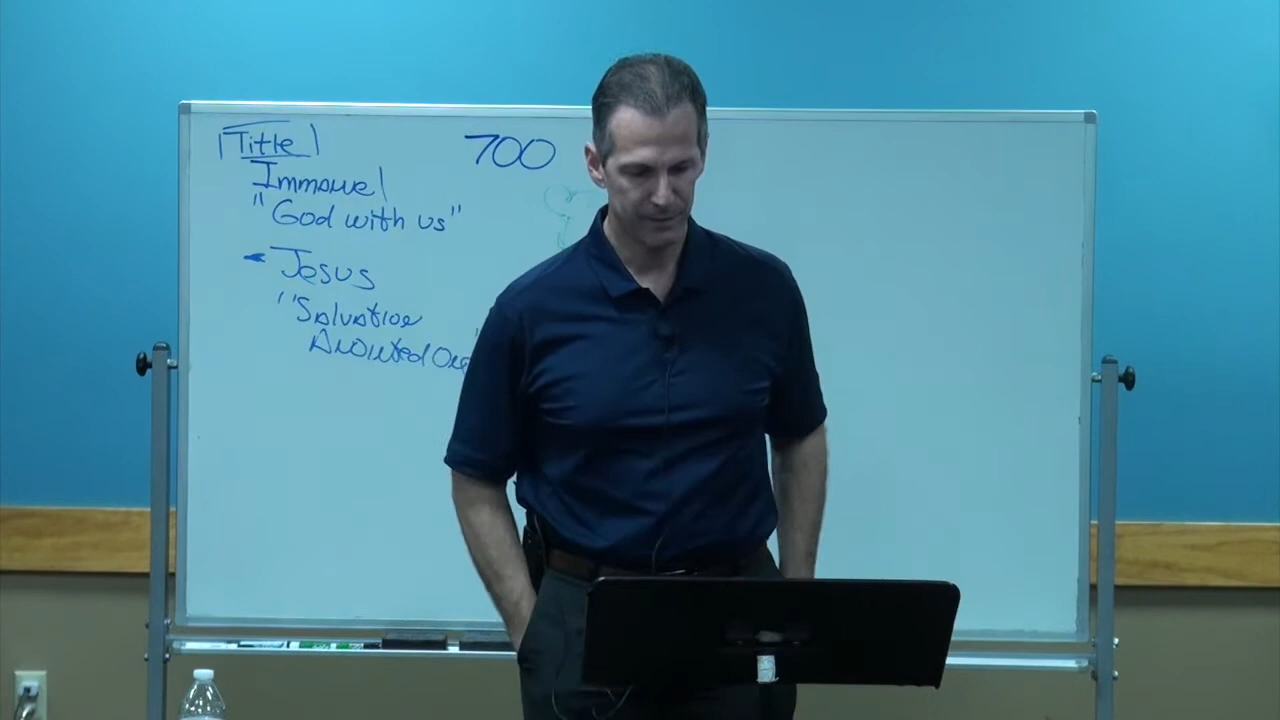 Title
700
Immanuel
"God with us"
Jesus
"Salvation
Anointed One